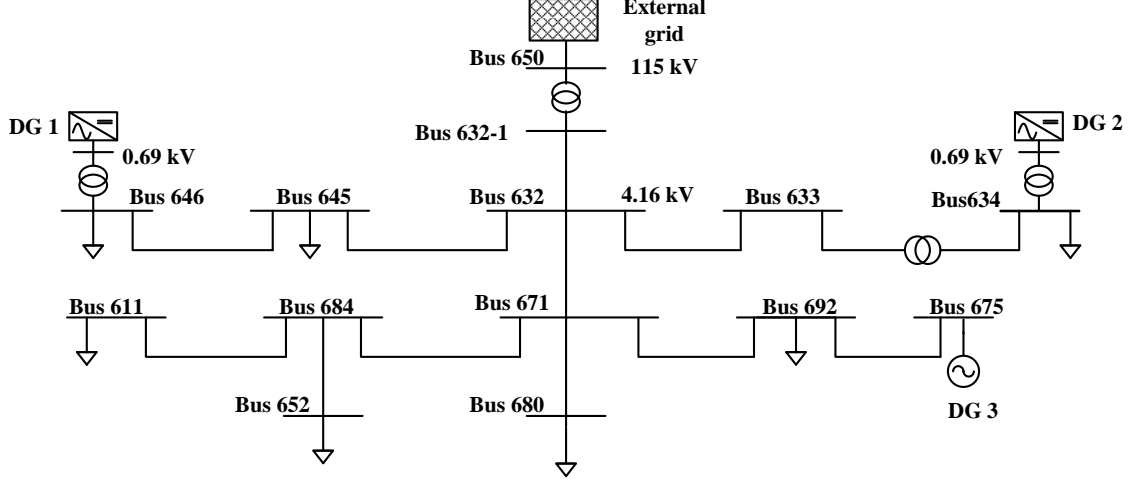 External
grid
Bus 650
115 kV
DG 1
Bus 632-1
DG 2
0.69 kV
0.69 kV
Bus 646
Bus 645
Bus 632
4.16 kV
Bus 633
Bus634
Bus 611
Bus 684
Bus 671
Bus 692
Bus 675
Bus 652
Bus 680
DG 3